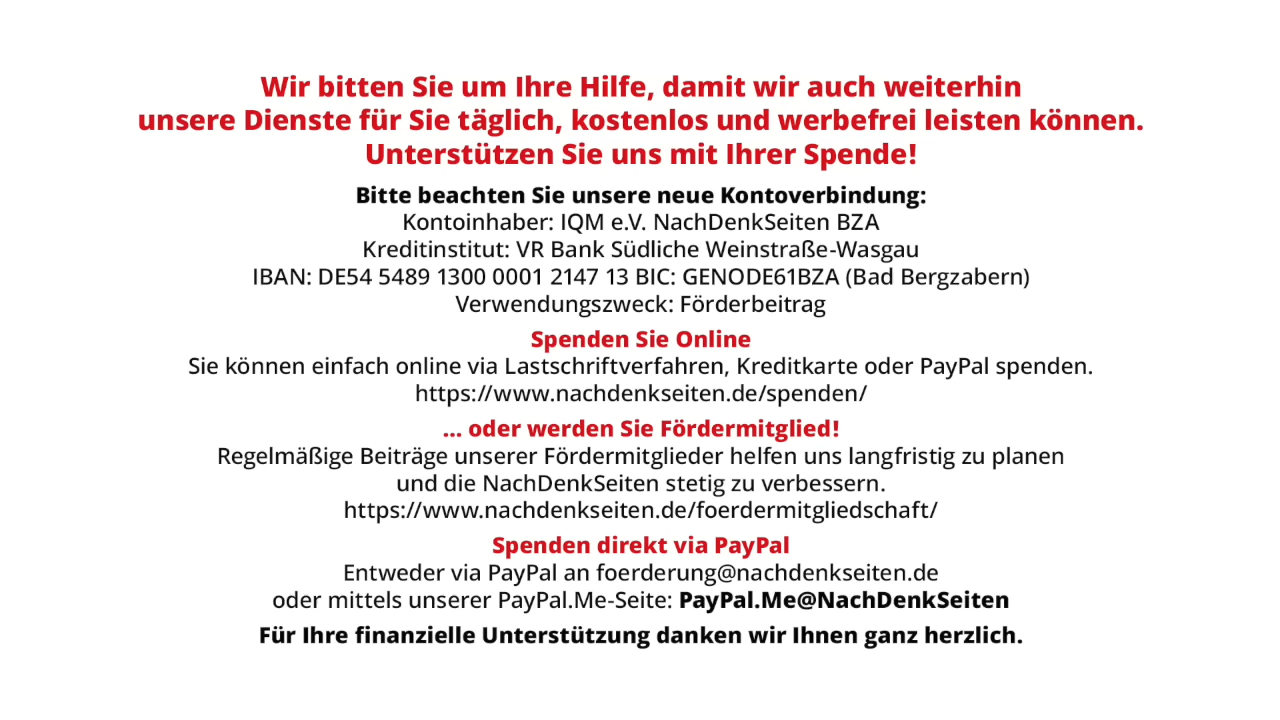 Wir bitten Sie um Ihre Hilfe, damit wir auch weiterhin
unsere Dienste für Sie täglich, kostenlos und werbefrei leisten können.
Unterstützen Sie uns mit Ihrer Spende!
Bitte beachten Sie unsere neue Kontoverbindung:
Kontoinhaber: IQM e.V. NachDenkSeiten BZA
Kreditinstitut: VR Bank Südliche Weinstraße-Wasgau
IBAN: DE54 5489 1300 0001 2147 13 BIC: GENODE61BZA (Bad Bergzabern)
Verwendungszweck: Förderbeitrag
Spenden Sie Online
Sie können einfach online via Lastschriftverfahren, Kreditkarte oder PayPal spenden.
https://www.nachdenkseiten.de/spenden/
... oder werden Sie Fördermitglied!
Regelmäßige Beiträge unserer Fördermitglieder helfen uns langfristig zu planen
und die NachDenkSeiten stetig zu verbessern.
https://www.nachdenkseiten.de/foerdermitgliedschaft/
Spenden direkt via PayPal
Entweder via PayPal an foerderung@nachdenkseiten.de
oder mittels unserer PayPal.Me-Seite: PayPal.Me@NachDenkSeiten
Für Ihre finanzielle Unterstützung danken wir Ihnen ganz herzlich.